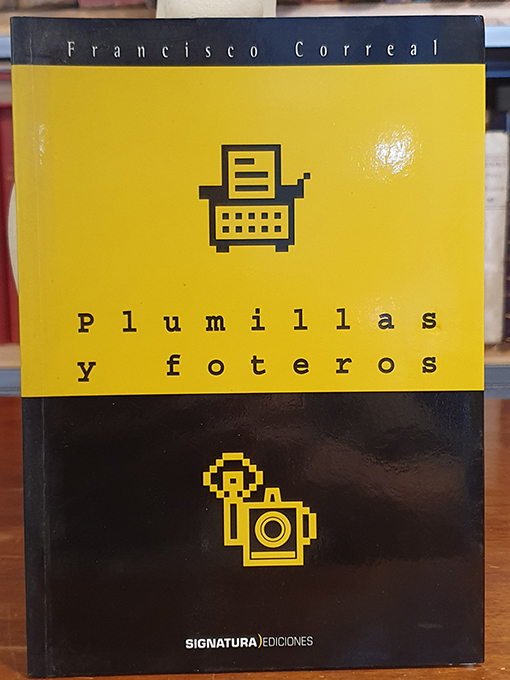 Francisco Correal
Plumillas
y foteros
SIGNATURA)EDICIONES